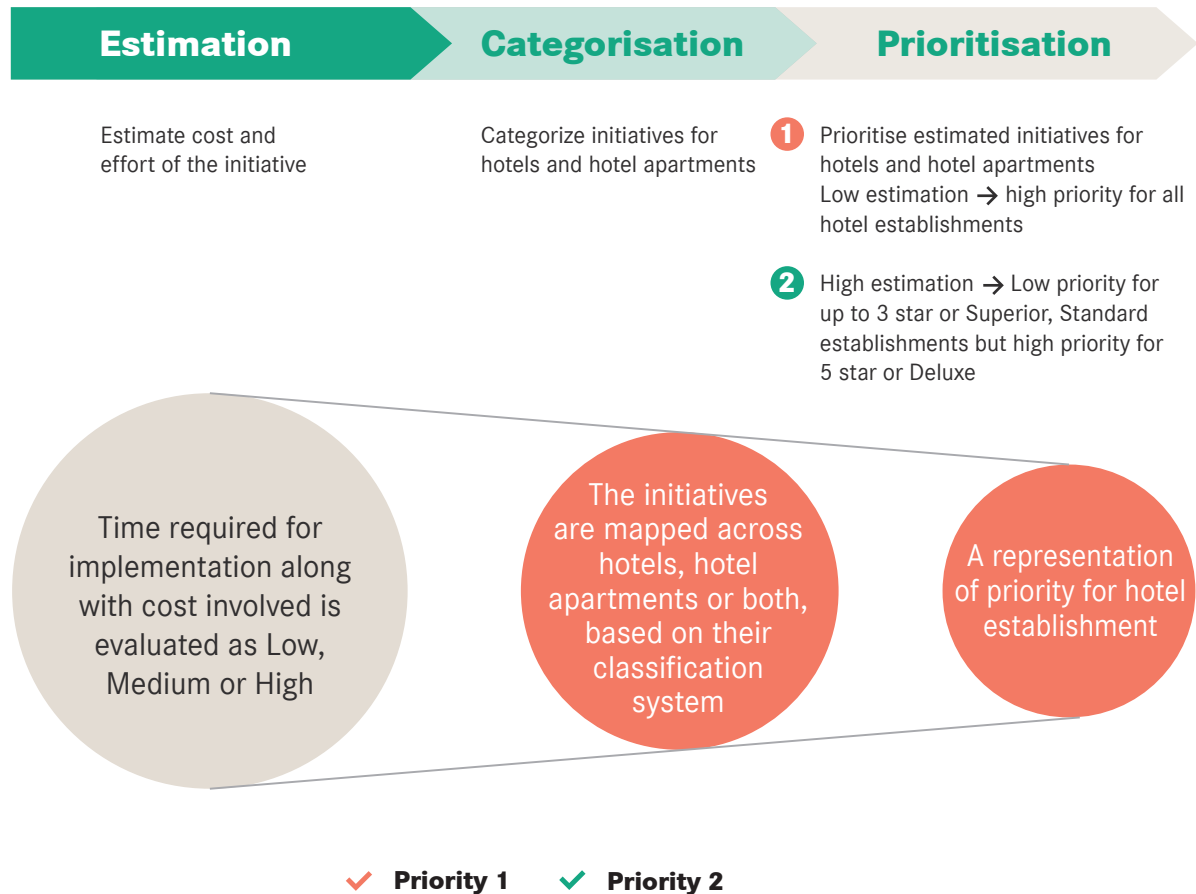 Estimation
Categorisation
Prioritisation
Estimate cost and
effort of the initiative
Categorize initiatives for
hotels and hotel apartments
1 Prioritise estimated initiatives for
hotels and hotel apartments
Low estimation → high priority for all
hotel establishments
2 High estimation → Low priority for
up to 3 star or Superior, Standard
establishments but high priority for
5 star or Deluxe
Time required for
implementation along
with cost involved is
evaluated as Low,
Medium or High
The initiatives
are mapped across
hotels, hotel
apartments or both,
based on their
classification
system
A representation
of priority for hotel
establishment
✓ Priority 1 ✓ Priority 2